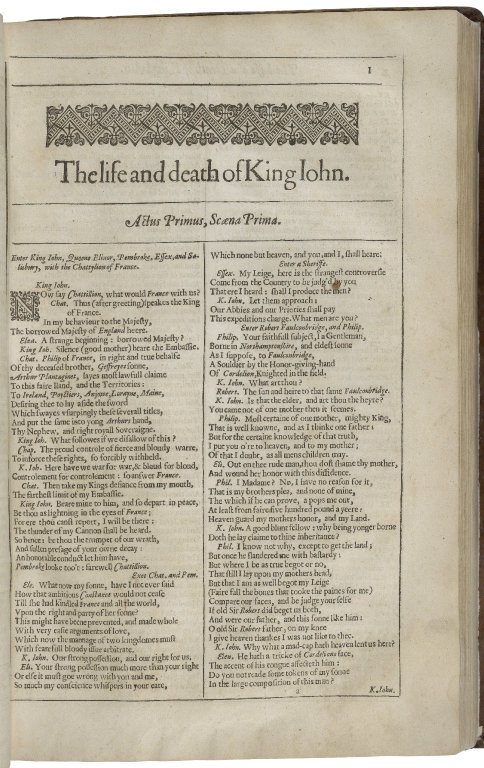 1
The life and death of King Iohn.
Actus Primus, Scæna Prima.
Enter King Iohn, Queene Elinor, Pembroke, Essex, and Sa-
lisbury, with the Chattylion of France.
King Iohn.
NOw say Chatillion, what would France with us?
Chat. Thus (after greeting) speakes the King
of France,
In my behauiour to the Maiesty,
The borrowed Maiesty of England heere.
Elea. A strange beginning: borrowed Maiesty?
King Ioh. Silence (good mother) heare the Embassie.
Chat. Philip of France, in right and true behalfe
Of thy deceased brother, Geffreyes sonne,
Arthur Plantaginet, layes most lawfull claime
To this faire Iland, and the Territories:
To Ireland, Poyctiers, Aniowe, Torayne, Maine,
Desiring thee to lay aside the sword
Which swayes vsurpingly these seuerall titles,
And put the same into yong Arthurs hand,
Thy Nephew, and right royall Soueraigne.
King Ioh. What followes if we disallow of this?
Chap. The proud controle of fierce and bloudy warre,
To inforce these rights, so forcibly withheld.
K. Ioh. Here haue we war for war, & bloud for bloud,
Controlement for controlement: so answer France.
Chat. Then take my Kings defiance from my mouth,
The farthest limit of my Embassie.
King Iohn. Beare mine to him, and so depart in peace,
Be thou as lightning in the eies of France;
For ere thou canst report, I will be there:
The thunder of my Cannon shall be heard.
So hence: be thou the trumpet of our wrath,
And sullen presage of your owne decay:
An honorable conduct let him haue,
Pembroke looke too't: farewell Chattillion.
Exit Chat. and Pem.
Ele. What now my sonne, haue I not euer said
How that ambitious Constance would not cease
Till she had kindled France and all the world,
Vpon the right and party of her sonne?
This might haue beene preuented, and made whole
With very easie arguments of loue,
Which now the mannage of two kingdomes must
With fearefull bloudy issue arbitrate.
K. Iohn. Our strong possession, and our right for us.
Eli. Your strong possessiõ much more then your right
Or else it must goe wrong with you and me,
So much my conscience whispers in your eare,
Which none but heauen, and you, and I, shall heare.
Enter a Sheriffe.
Essex. My Liege, here is the strangest controuersie
Come from the Country to be iudg'd by you
That ere I heard: shall I produce the men?
K. Iohn. Let them approach:
Our Abbies and our Priories shall pay
This expeditions charge. What men are you?
Enter Robert Faulconbridge, and Philip.
Philip. Your faithfull subiect, I a Gentleman,
Borne in Northamptonshire, and eldest sonne
As I suppose, to Faulconbridge,
A Souldier by the Honor-giuing-hand
Of Cordelion, Knighted in the field.
K. Iohn. What art thou?
Robert. The son and heire to that same Faulconbridge.
K. Iohn. Is that the elder, and art thou the heyre?
You came not of one mother then it seemes.
Philip. Most certaine of one mother, mighty King,
That is well knowne, and as I thinke one father:
But for the certaine knowledge of that truth,
I put you o're to heauen, and to my mother;
Of that I doubt, as all mens children may.
Eli. Out on thee rude man, thou dost shame thy mother,
And wound her honor with this diffidence.
Phil. I Madame? No, I haue no reason for it,
That is my brothers plea, and none of mine,
The which if he can proue, a pops me out,
At least from faire fiue hundred pound a yeere:
Heauen guard my mothers honor, and my Land.
K. Iohn. A good blunt fellow: why being yonger borne
Doth he lay claime to thine inheritance?
Phil. I know not why, except to get the land;
But once he slanderd me with bastardy:
But where I be as true begot or no,
That still I lay vpon my mothers head,
But that I am as well begot my Liege
(Faire fall the bones that tooke the paines for me)
Compare our faces, and be Iudge your selfe
If old Sir Robert did beget vs both,
And were our father, and this sonne like him:
O old Sir Robert Father, on my knee
I giue heauen thankes I was not like to thee.
K. Iohn. Why what a mad-cap hath heauen lent us here?
Elen. He hath a tricke of Cordelions face,
The accent of his tongue affecteth him:
Do you not reade some tokens of my sonne
In the large composition of this man?
a
K. Iohn.